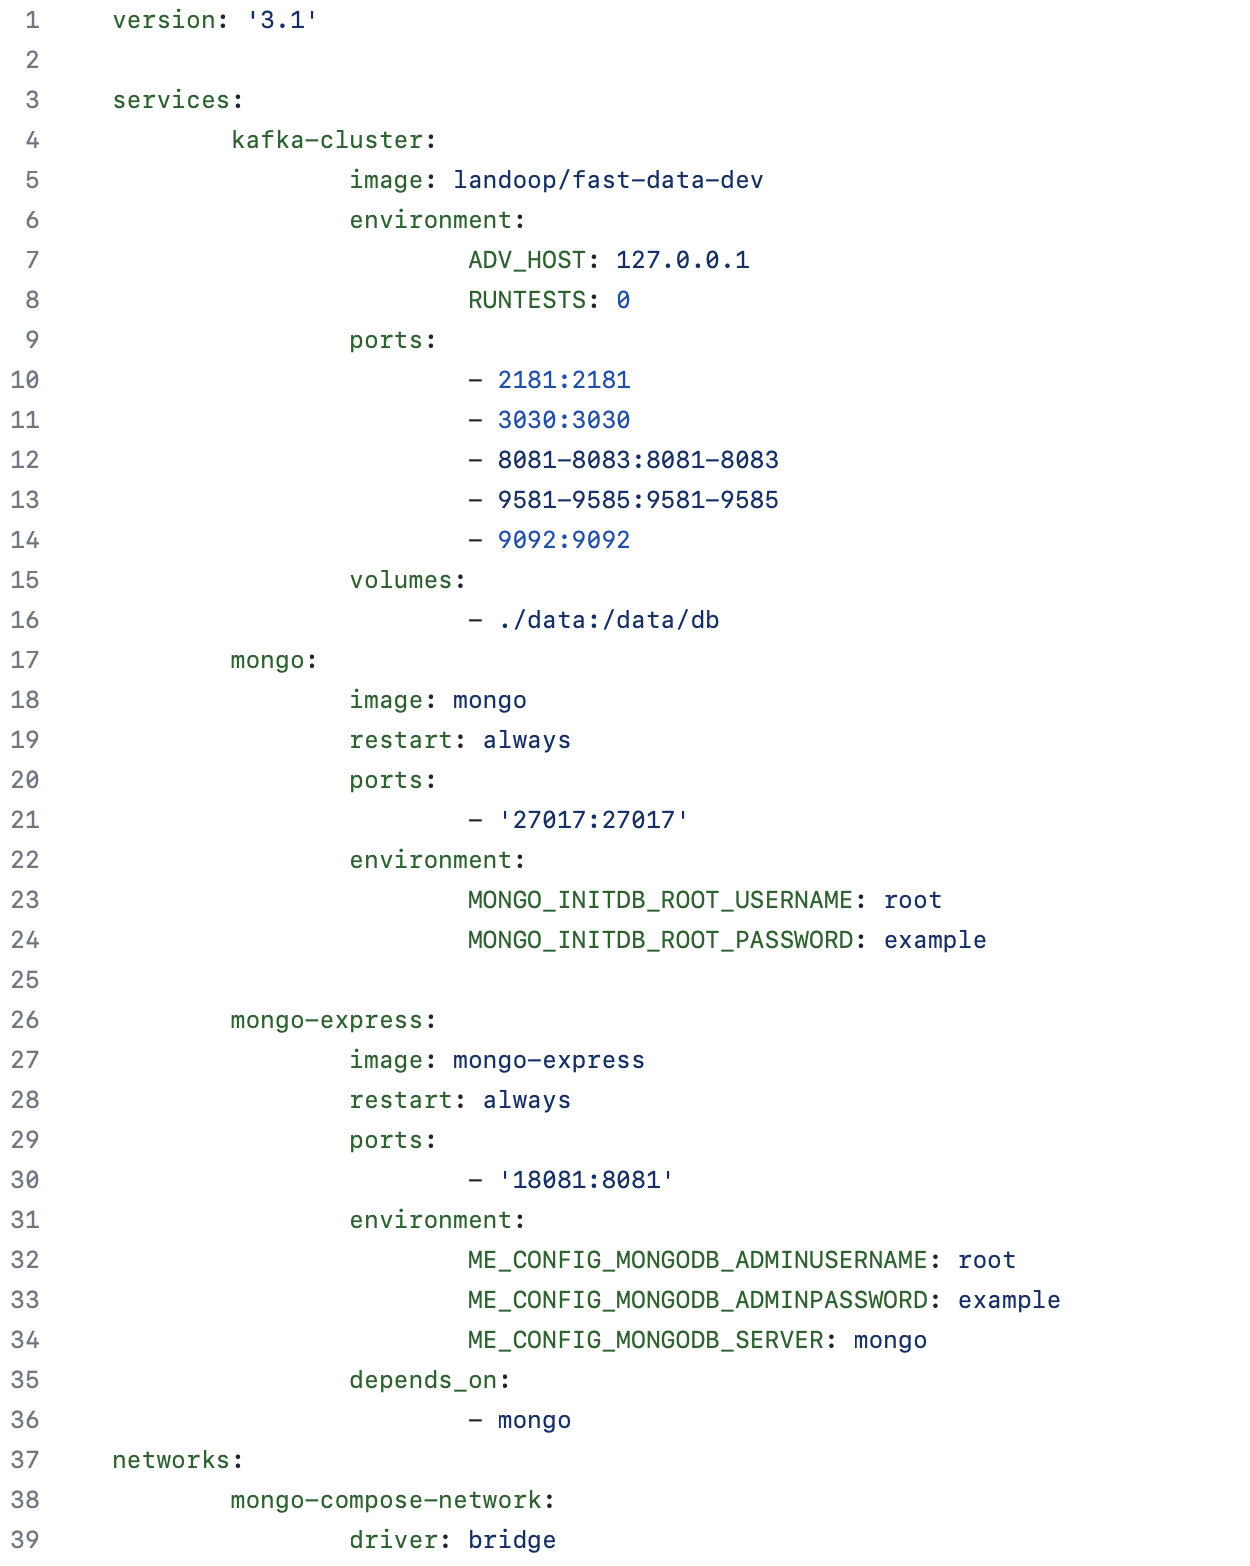 1 version: '3.1'
2
3 services:
4         kafka-cluster:
5                 image: landoop/fast-data-dev
6                 environment:
7                         ADV_HOST: 127.0.0.1
8                         RUNTESTS: 0
9                 ports:
10                         - 2181:2181
11                         - 3030:3030
12                         - 8081-8083:8081-8083
13                         - 9581-9585:9581-9585
14                         - 9092:9092
15                 volumes:
16                         - ./data:/data/db
17         mongo:
18                 image: mongo
19                 restart: always
20                 ports:
21                         - '27017:27017'
22                 environment:
23                         MONGO_INITDB_ROOT_USERNAME: root
24                         MONGO_INITDB_ROOT_PASSWORD: example
25
26         mongo-express:
27                 image: mongo-express
28                 restart: always
29                 ports:
30                         - '18081:8081'
31                 environment:
32                         ME_CONFIG_MONGODB_ADMINUSERNAME: root
33                         ME_CONFIG_MONGODB_ADMINPASSWORD: example
34                         ME_CONFIG_MONGODB_SERVER: mongo
35                 depends_on:
36                         - mongo
37 networks:
38         mongo-compose-network:
39                 driver: bridge